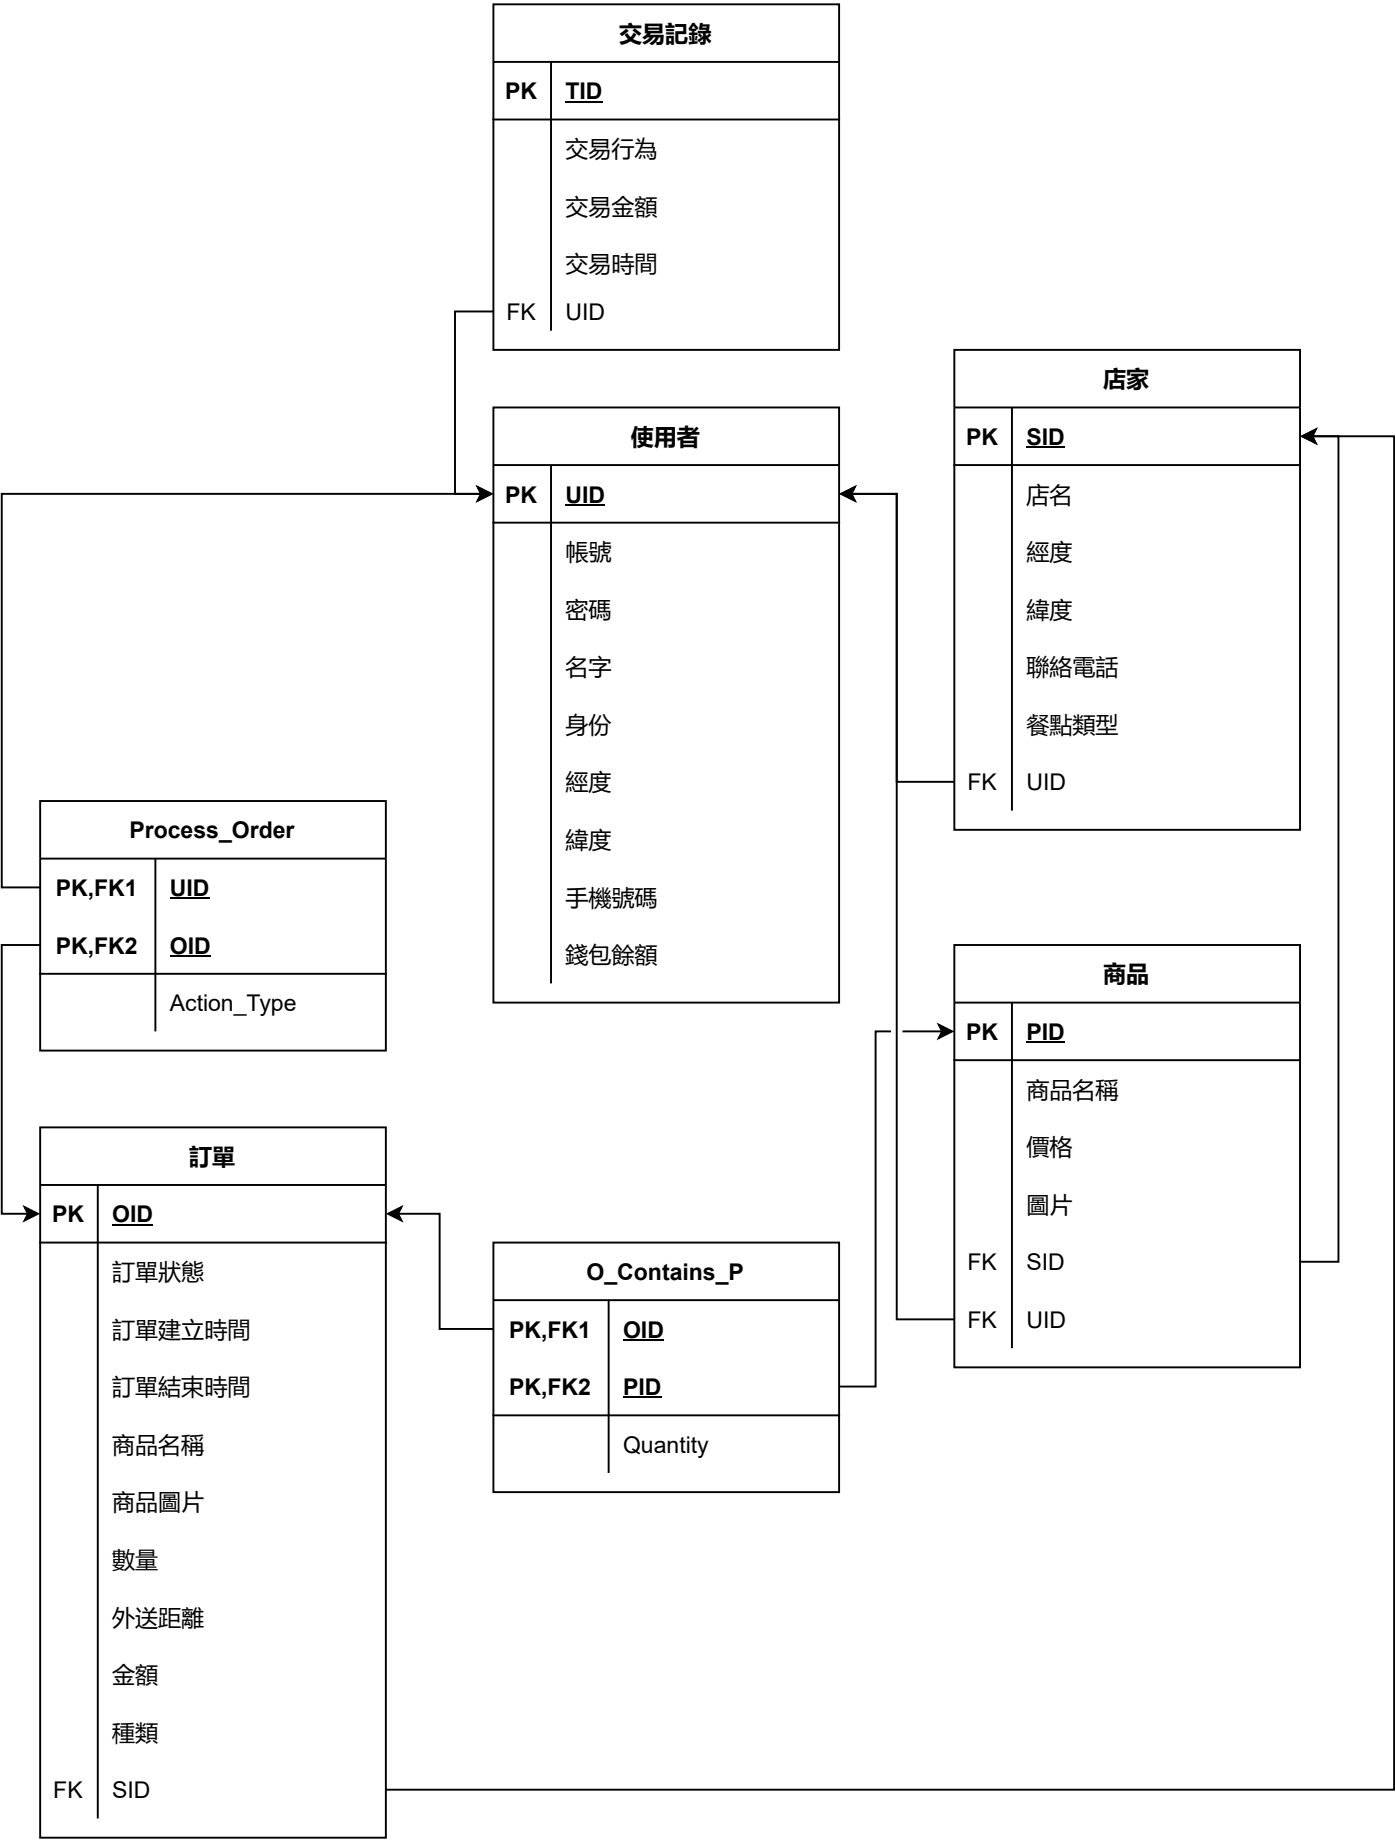 交易記錄
PK TID
交易行為
交易金額
交易時間
FK UID
使用者
PK UID
帳號
密碼
名字
身份
經度
緯度
手機號碼
錢包餘額
店家
PK SID
店名
經度
緯度
聯絡電話
餐點類型
FK UID
Process_Order
PK,FK1 UID
PK,FK2 OID
Action_Type
商品
PK PID
商品名稱
價格
圖片
FK SID
FK UID
訂單
PK OID
訂單狀態
訂單建立時間
訂單結束時間
商品名稱
商品圖片
數量
外送距離
金額
種類
FK SID
O_Contains_P
PK,FK1 OID
PK,FK2 PID
Quantity